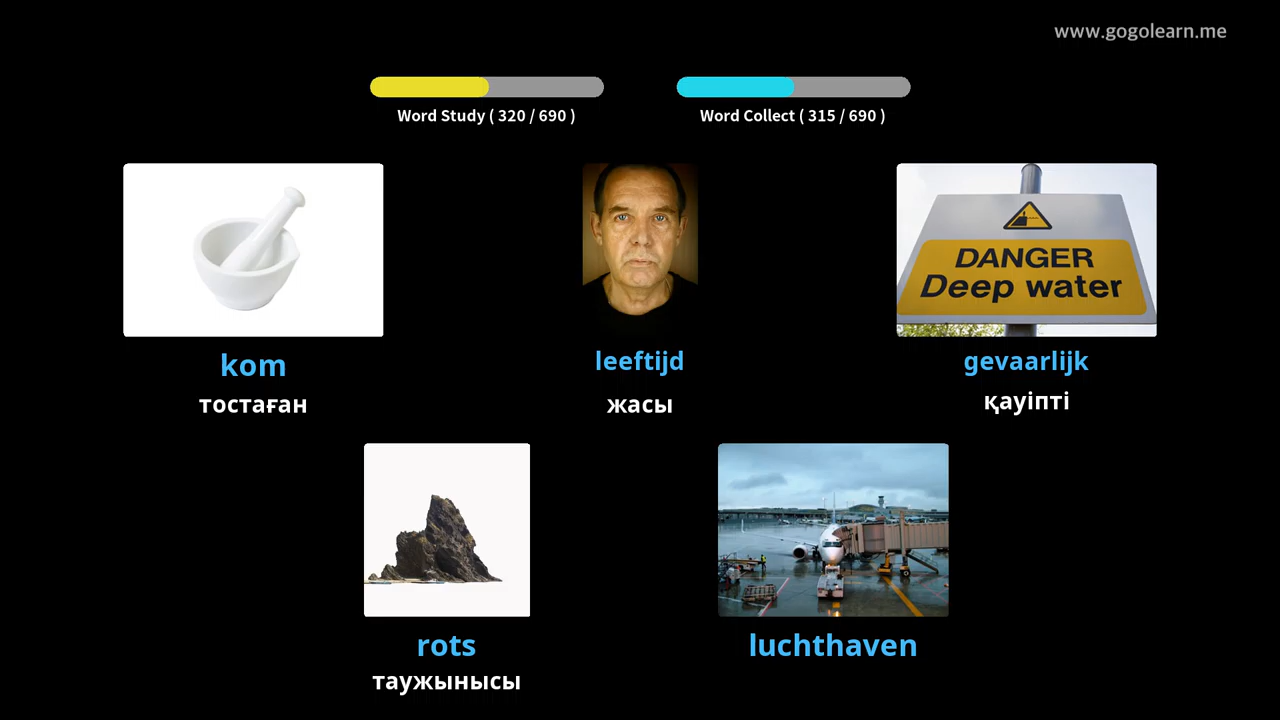 www.gogolearn.me
Word Study ( 320 / 690 )
Word Collect ( 315 / 690 )
DANGER
Deep water
kom
leeftijd
gevaarlijk
тостаған
жасы
қауіпті
rots
luchthaven
таужынысы